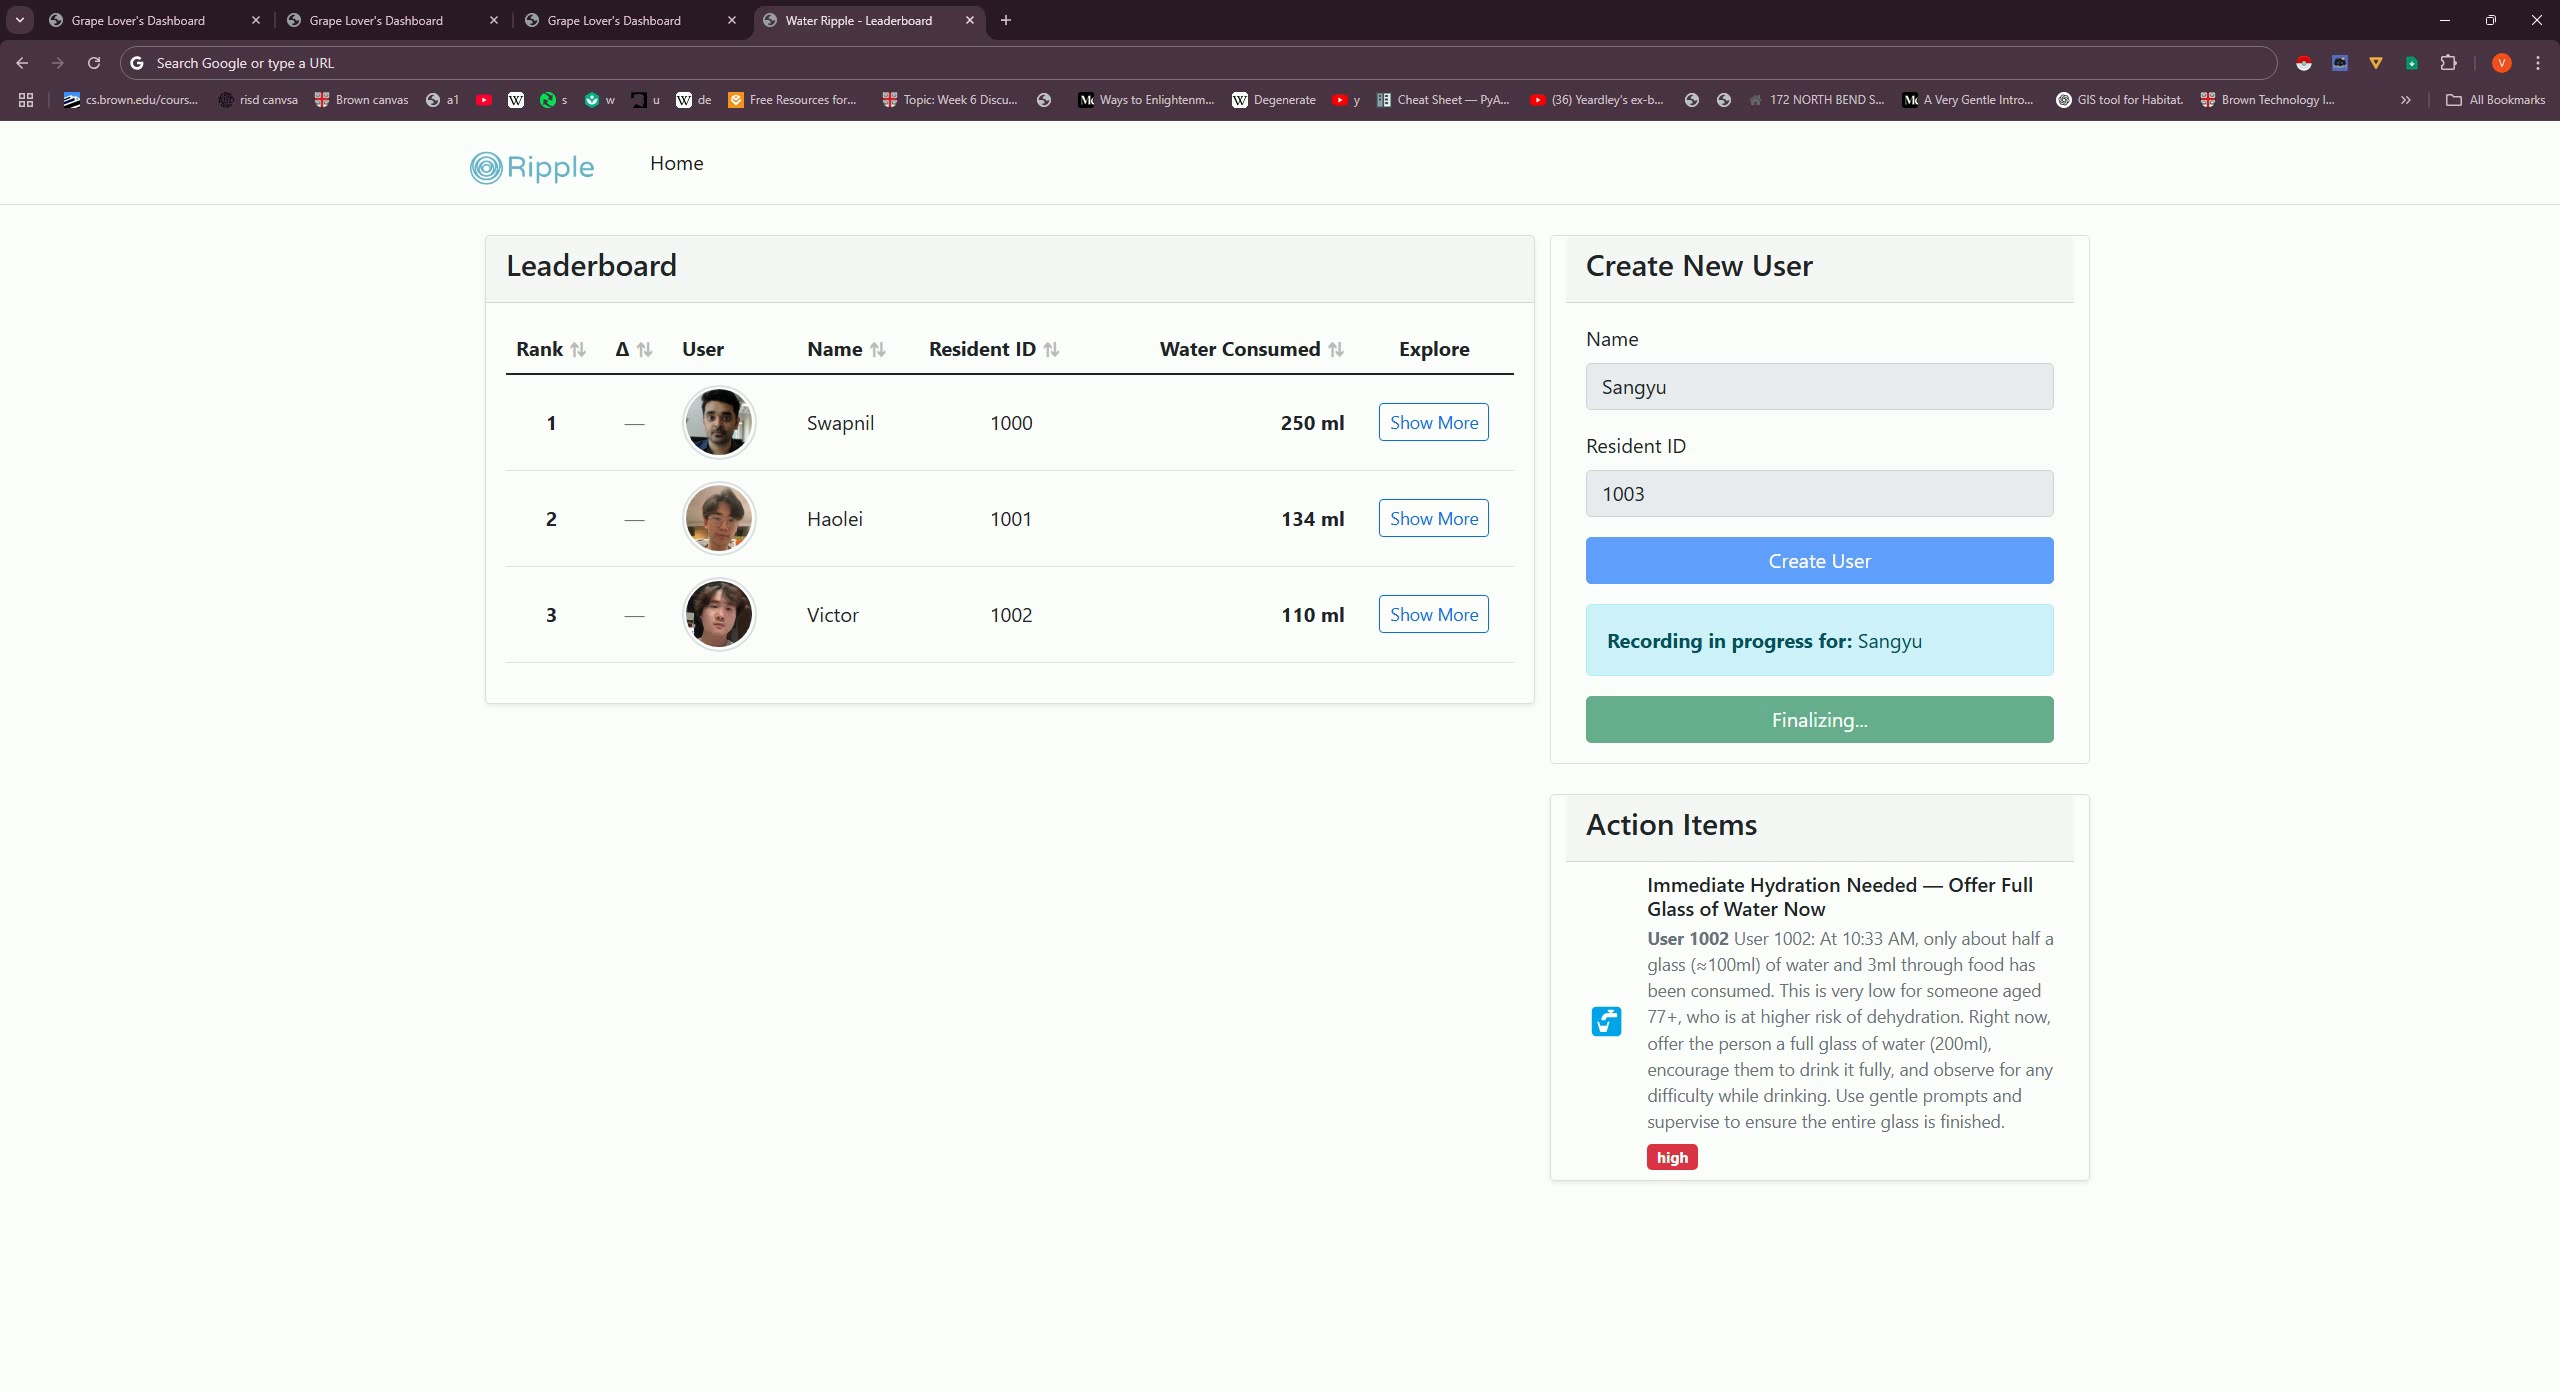 Grape Lover's Dashboard
Grape Lover's Dashboard
Grape Lover's Dashboard
Water Ripple - Leaderboard
Search Google or type a URL
V
cs.brown.edu/cours...
risd canvsa
Brown canvas
a1
s
w
u
de
Free Resources for...
Topic: Week 6 Discu...
Ways to Enlightenm...
Degenerate
y
Cheat Sheet — PyA...
(36) Yeardley's ex-b...
172 NORTH BEND S...
A Very Gentle Intro...
GIS tool for Habitat.
Brown Technology I...
All Bookmarks
Ripple
Home
Leaderboard
Rank Δ User Name Resident ID Water Consumed Explore
1 — Swapnil 1000 250 ml Show More
2 — Haolei 1001 134 ml Show More
3 — Victor 1002 110 ml Show More
Create New User
Name
Sangyu
Resident ID
1003
Create User
Recording in progress for: Sangyu
Finalizing...
Action Items
Immediate Hydration Needed — Offer Full
Glass of Water Now
User 1002 User 1002: At 10:33 AM, only about half a
glass (≈100ml) of water and 3ml through food has
been consumed. This is very low for someone aged
77+, who is at higher risk of dehydration. Right now,
offer the person a full glass of water (200ml),
encourage them to drink it fully, and observe for any
difficulty while drinking. Use gentle prompts and
supervise to ensure the entire glass is finished.
high